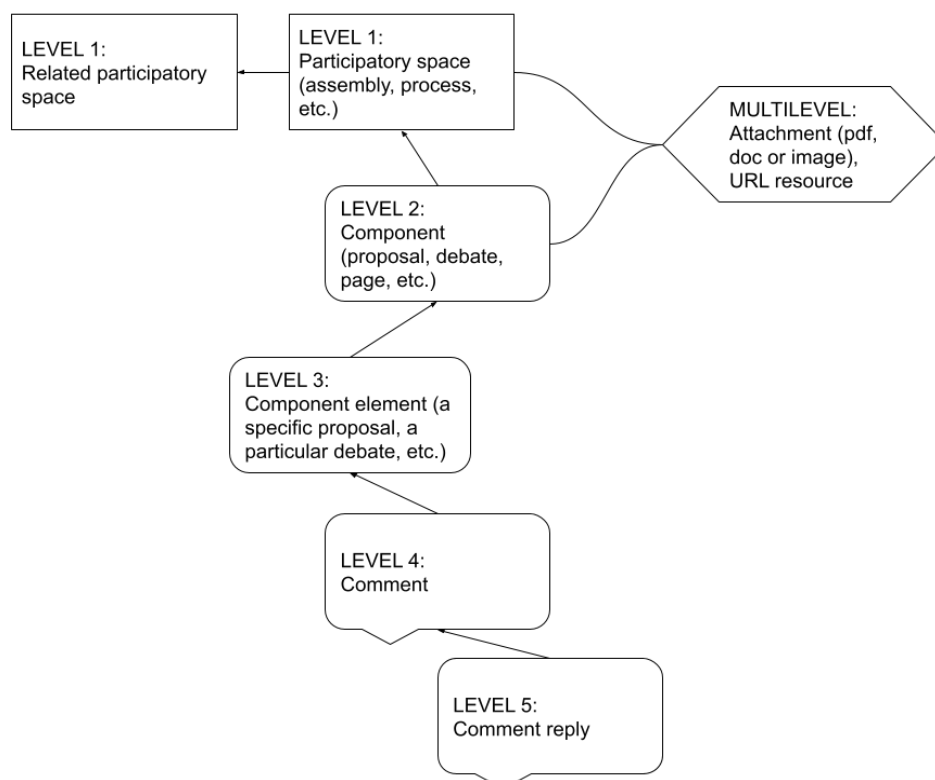 LEVEL 1:
Related participatory
space
LEVEL 1:
Participatory space
(assembly, process,
etc.)
MULTILEVEL:
Attachment (pdf,
doc or image),
URL resource
LEVEL 2:
Component
(proposal, debate,
page, etc.)
LEVEL 3:
Component element (a
specific proposal, a
particular debate, etc.)
LEVEL 4:
Comment
LEVEL 5:
Comment reply